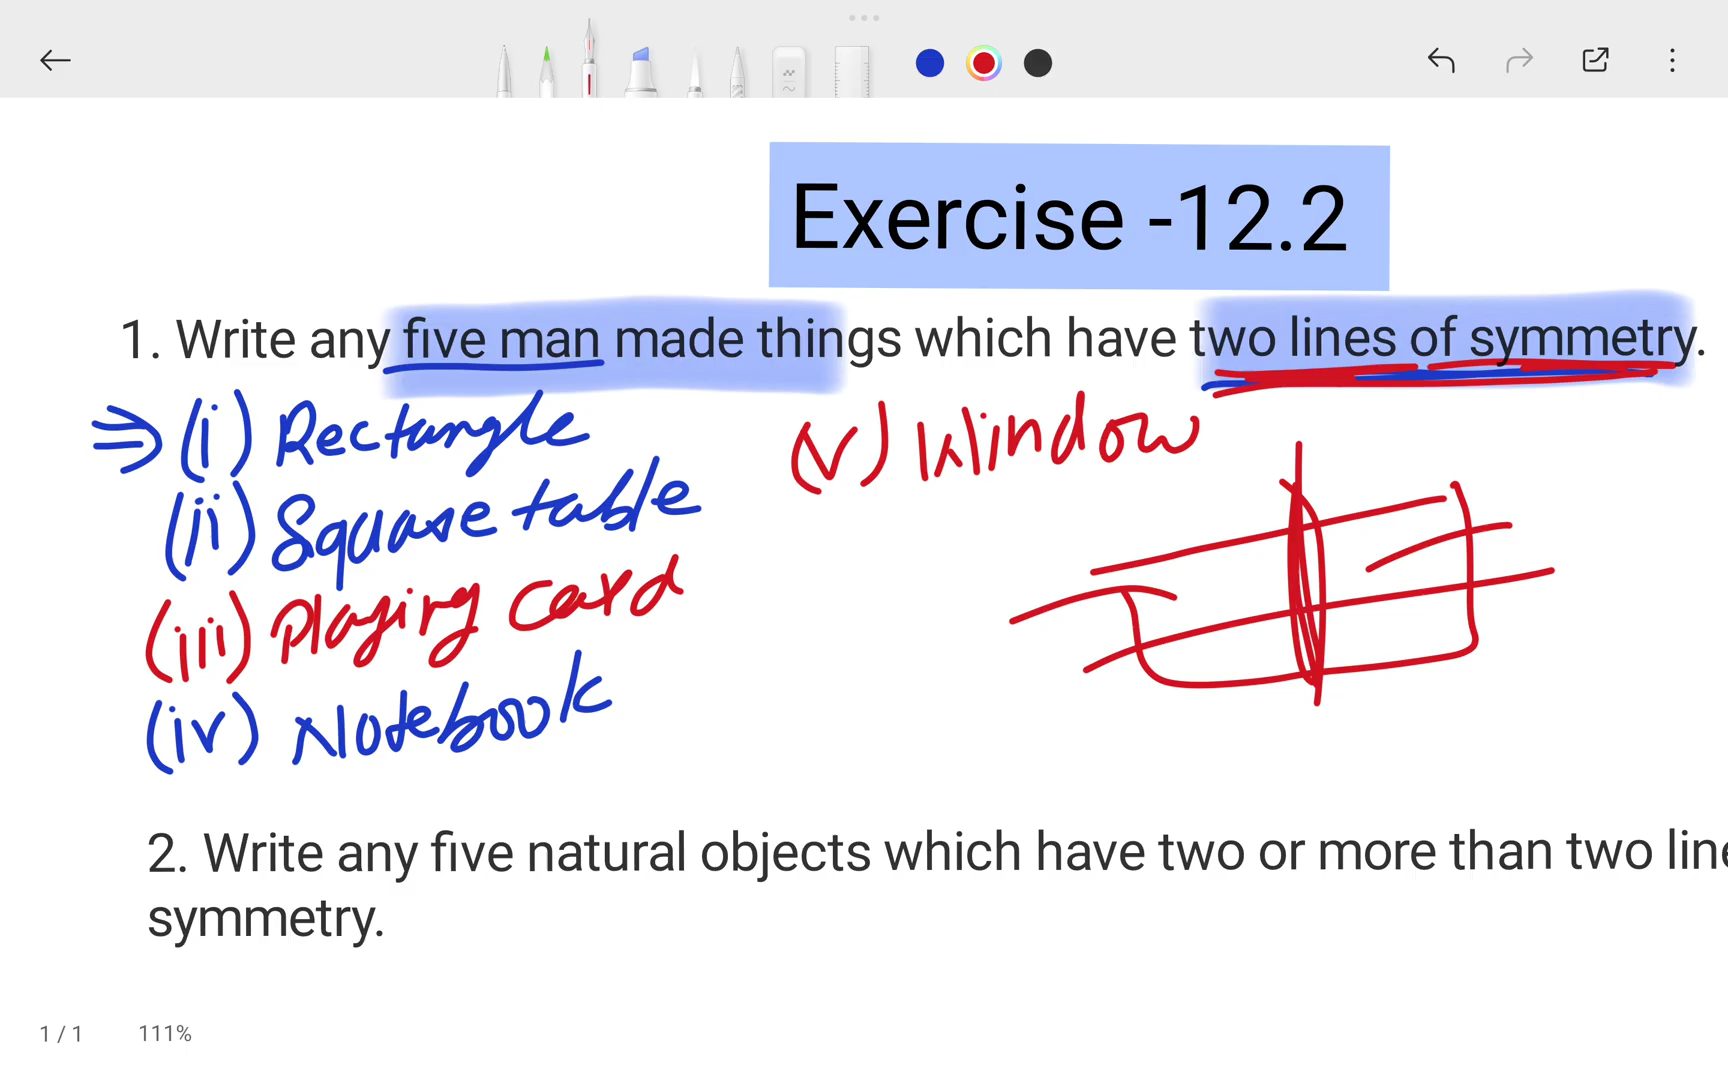 Exercise -12.2
1. Write any five man made things which have two lines of symmetry.
⇒ (i) Rectangle
(ii) Square table
(iii) Playing Card
(iv) Notebook
(v) Window
2. Write any five natural objects which have two or more than two line
symmetry.
1 / 1 111%